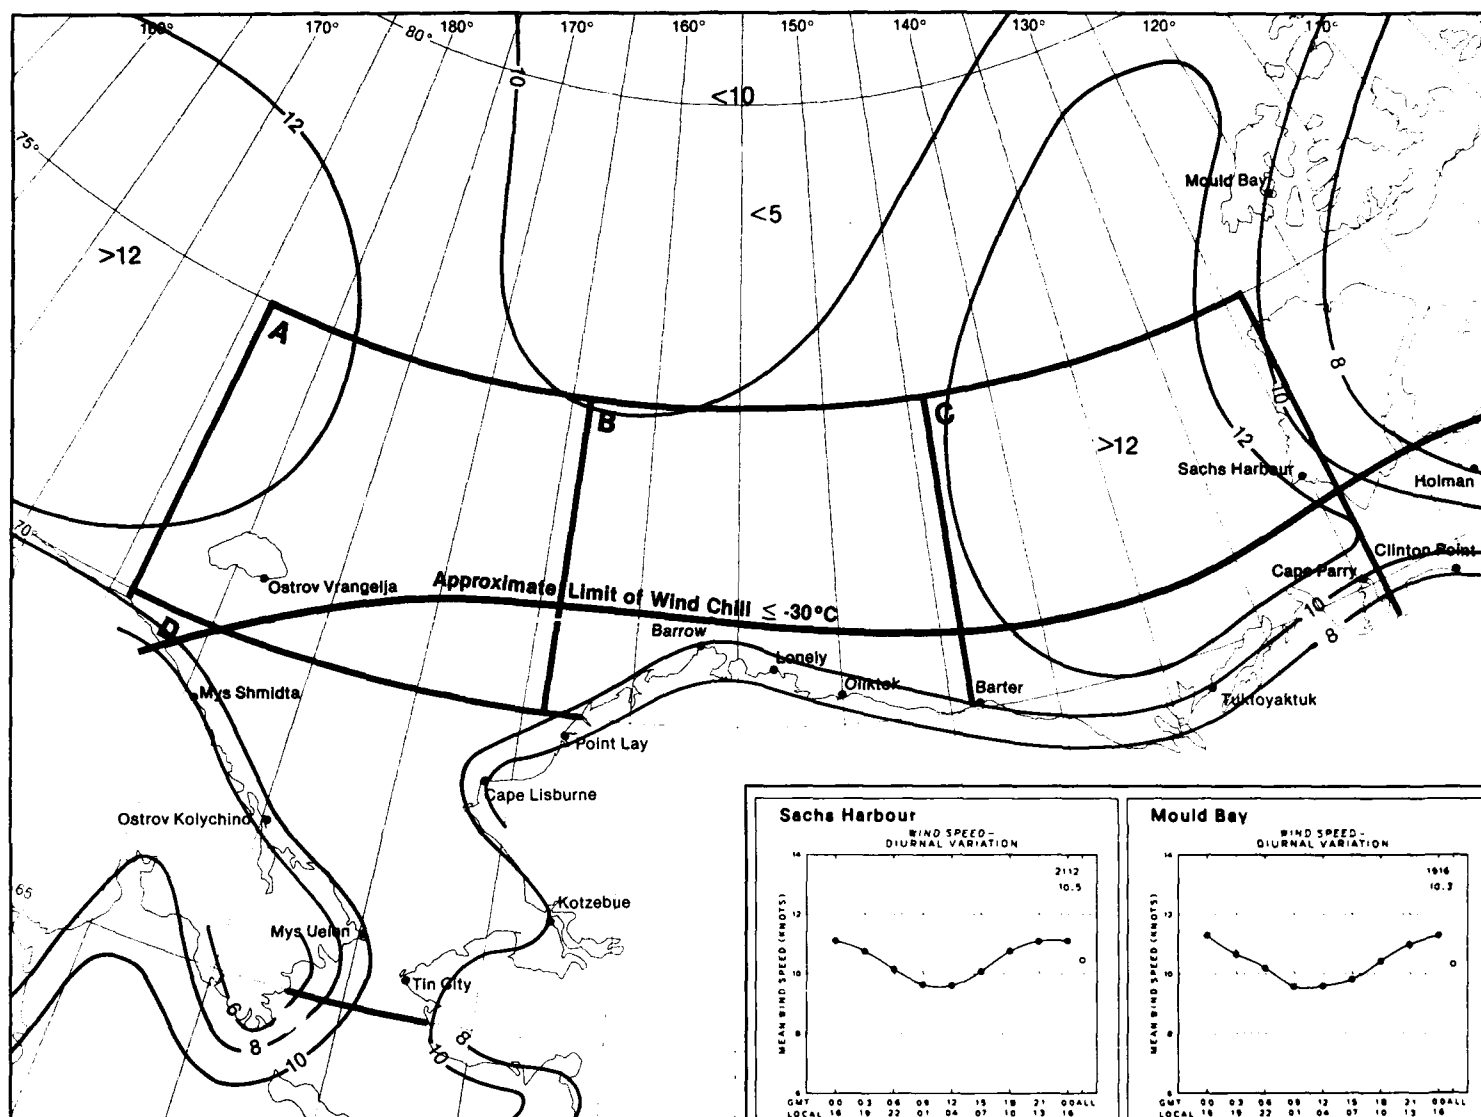 160° 170° 80° 170° 160° 150° 140° 130° 120° 110°
10
<10
12
75°
Mould Bay
<5
>12
A
8
10
B C
12
>12
Sachs Harbour
Holman
70°
Clinton Point
Ostrov Vrangelja
Approximate Limit of Wind Chill ≤ -30°C
Cape Parry
10
D
Barrow
8
Lonely
Mys Shmidta
Oliktok
Barter
Tuktoyaktuk
Point Lay
Cape Lisburne
Ostrov Kolychino
65
Kotzebue
Mys Uelen
Tin City
6
8
10
8
10
Sachs Harbour
WIND SPEED-
DIURNAL VARIATION
14
2112
10.5
12
MEAN WIND SPEED (KNOTS)
10
8
6
GMT 00 03 06 09 12 15 18 21 00 ALL
LOCAL 16 19 22 01 04 07 10 13 16
Mould Bay
WIND SPEED-
DIURNAL VARIATION
14
1916
10.3
12
MEAN WIND SPEED (KNOTS)
10
8
6
GMT 00 03 06 09 12 15 18 21 00 ALL
LOCAL 16 19 22 01 04 07 10 13 16